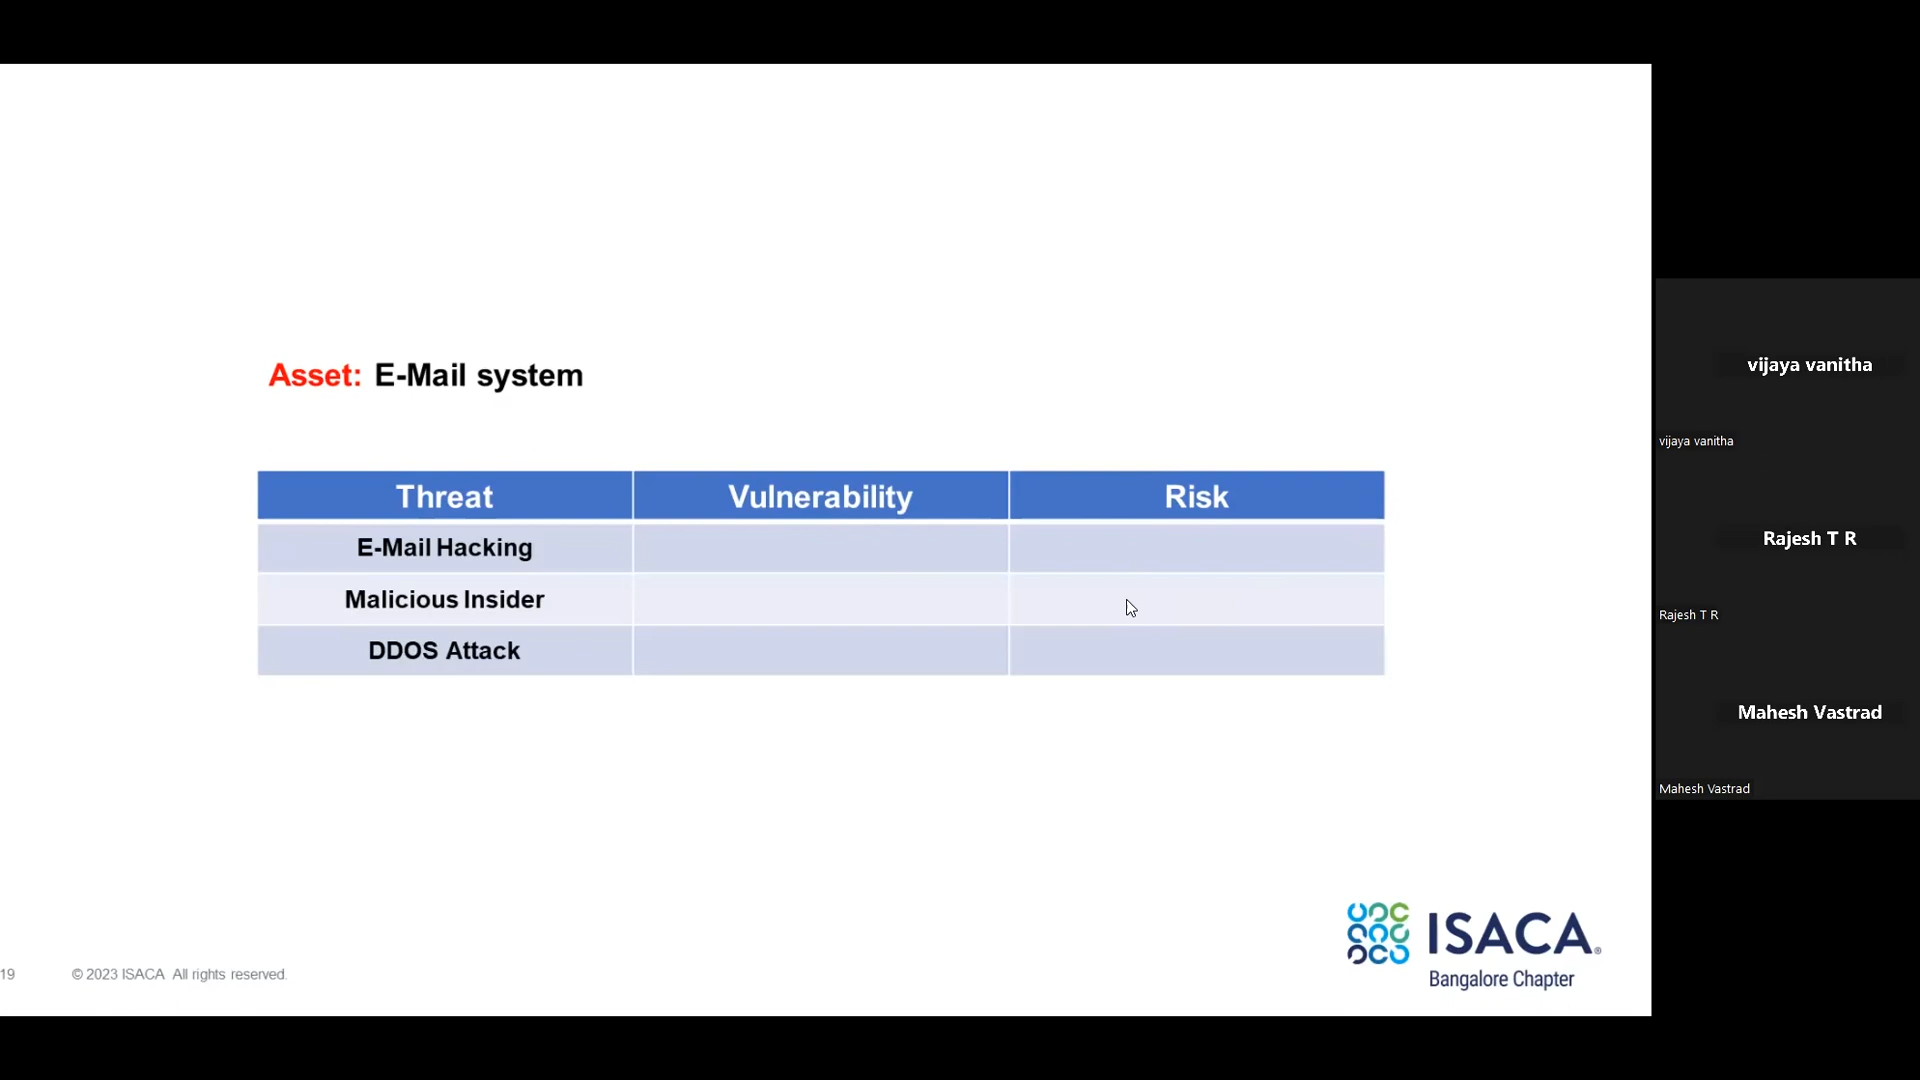 Asset: E-Mail system
Threat Vulnerability Risk
E-Mail Hacking
Malicious Insider
DDOS Attack
19 © 2023 ISACA All rights reserved.
ISACA®
Bangalore Chapter
vijaya vanitha
vijaya vanitha
Rajesh T R
Rajesh T R
Mahesh Vastrad
Mahesh Vastrad